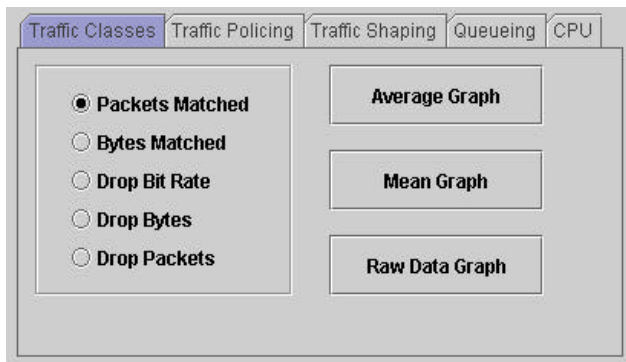 Traffic Classes Traffic Policing Traffic Shaping Queueing CPU
Packets Matched
Bytes Matched
Drop Bit Rate
Drop Bytes
Drop Packets
Average Graph
Mean Graph
Raw Data Graph